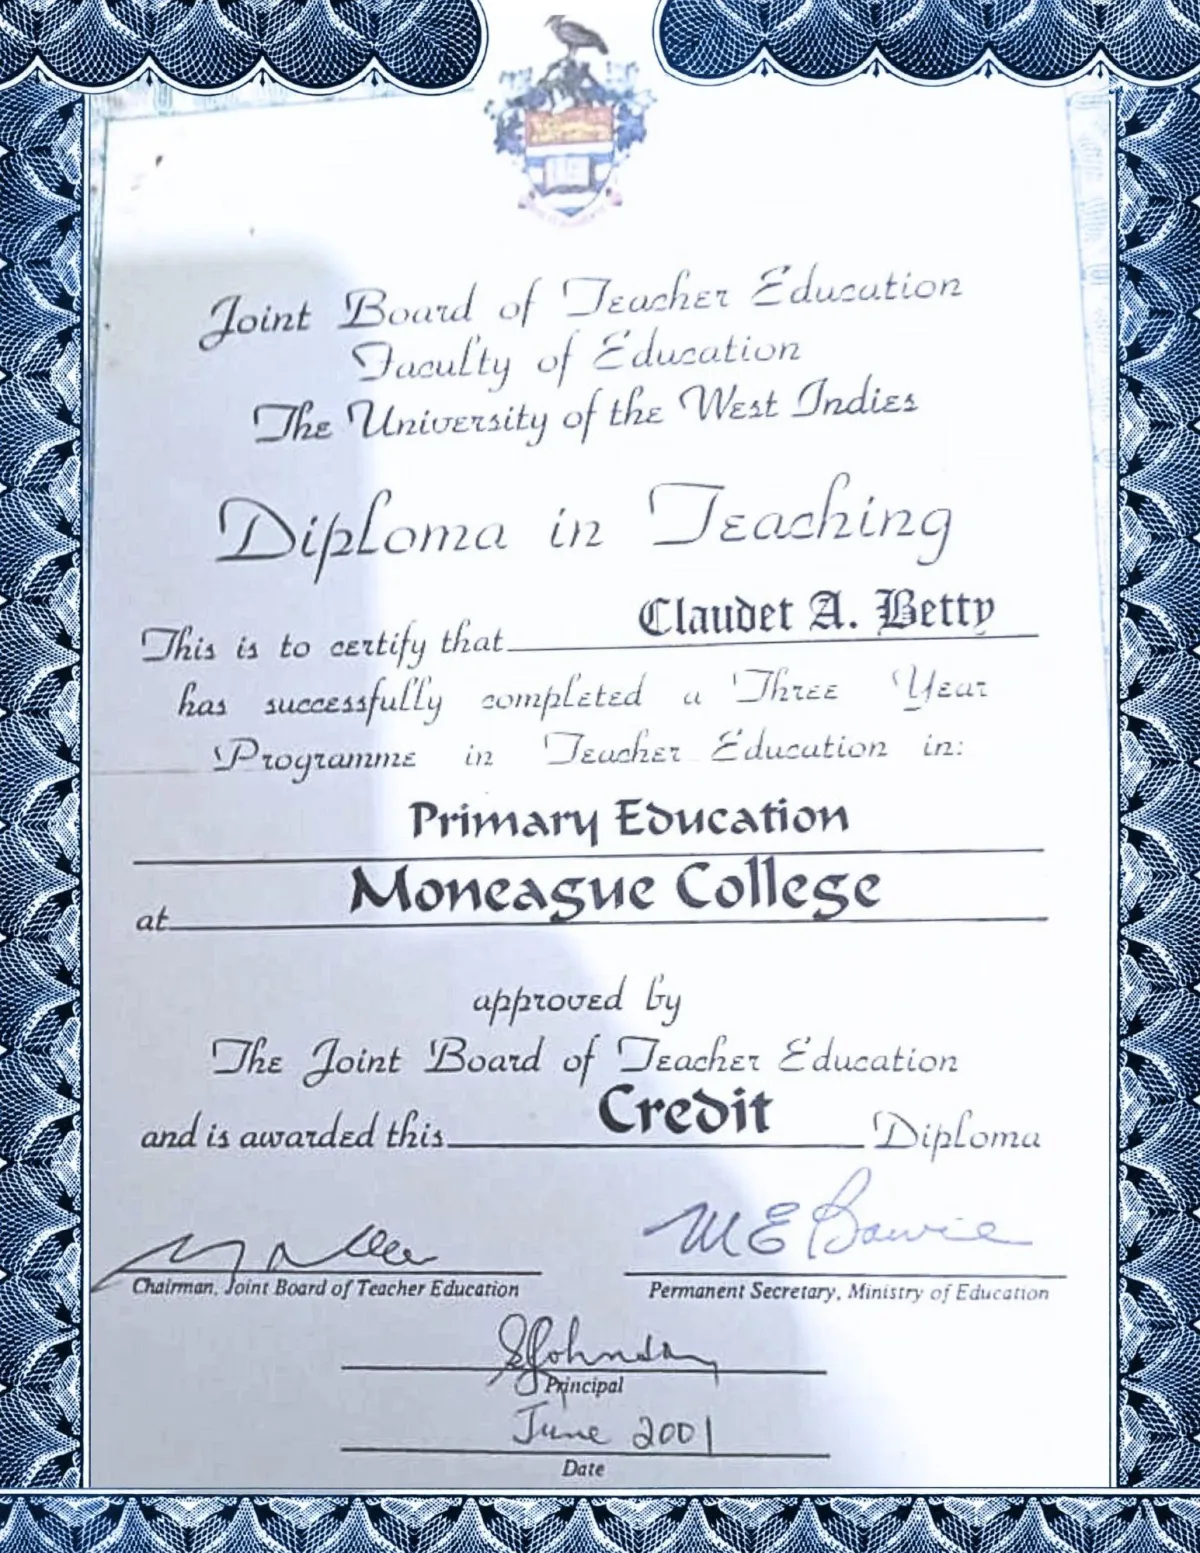 Joint Board of Teacher Education
Faculty of Education
The University of the West Indies
Diploma in Teaching
This is to certify that Claudet A. Betty
has successfully completed a Three Year
Programme in Teacher Education in:
Primary Education
at Moneague College
approved by
The Joint Board of Teacher Education
and is awarded this Credit Diploma
M E Bowie
Chairman, Joint Board of Teacher Education
Permanent Secretary, Ministry of Education
Principal
June 2001
Date